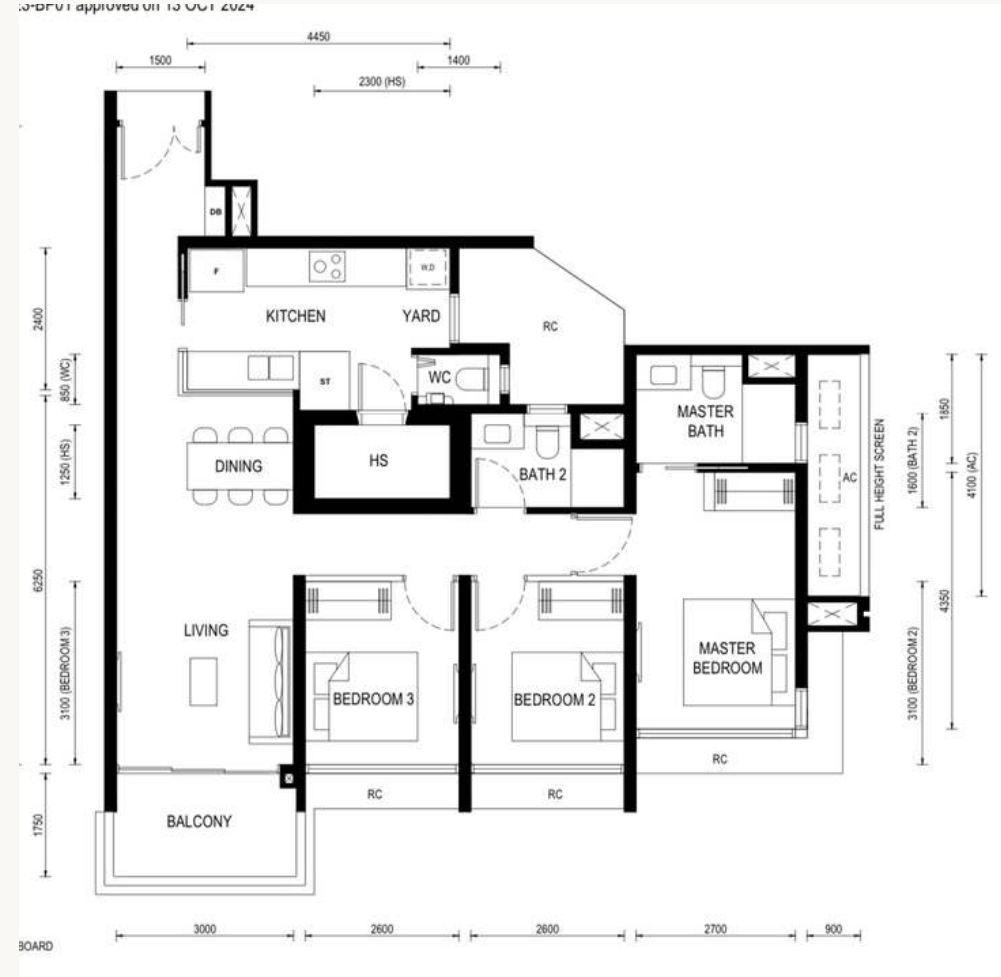 approved on 13 OCT 2024
4450
1500
1400
2300 (HS)
DB
F
W.D
KITCHEN
YARD
RC
2400
850 (WC)
WC
ST
MASTER
BATH
1850
DINING
HS
BATH 2
AC
FULL HEIGHT SCREEN
1250 (HS)
1600 (BATH 2)
4100 (AC)
6250
3100 (BEDROOM 3)
LIVING
BEDROOM 3
BEDROOM 2
MASTER
BEDROOM
4350
3100 (BEDROOM 2)
RC
RC
RC
1750
BALCONY
3000
2600
2600
2700
900
BOARD